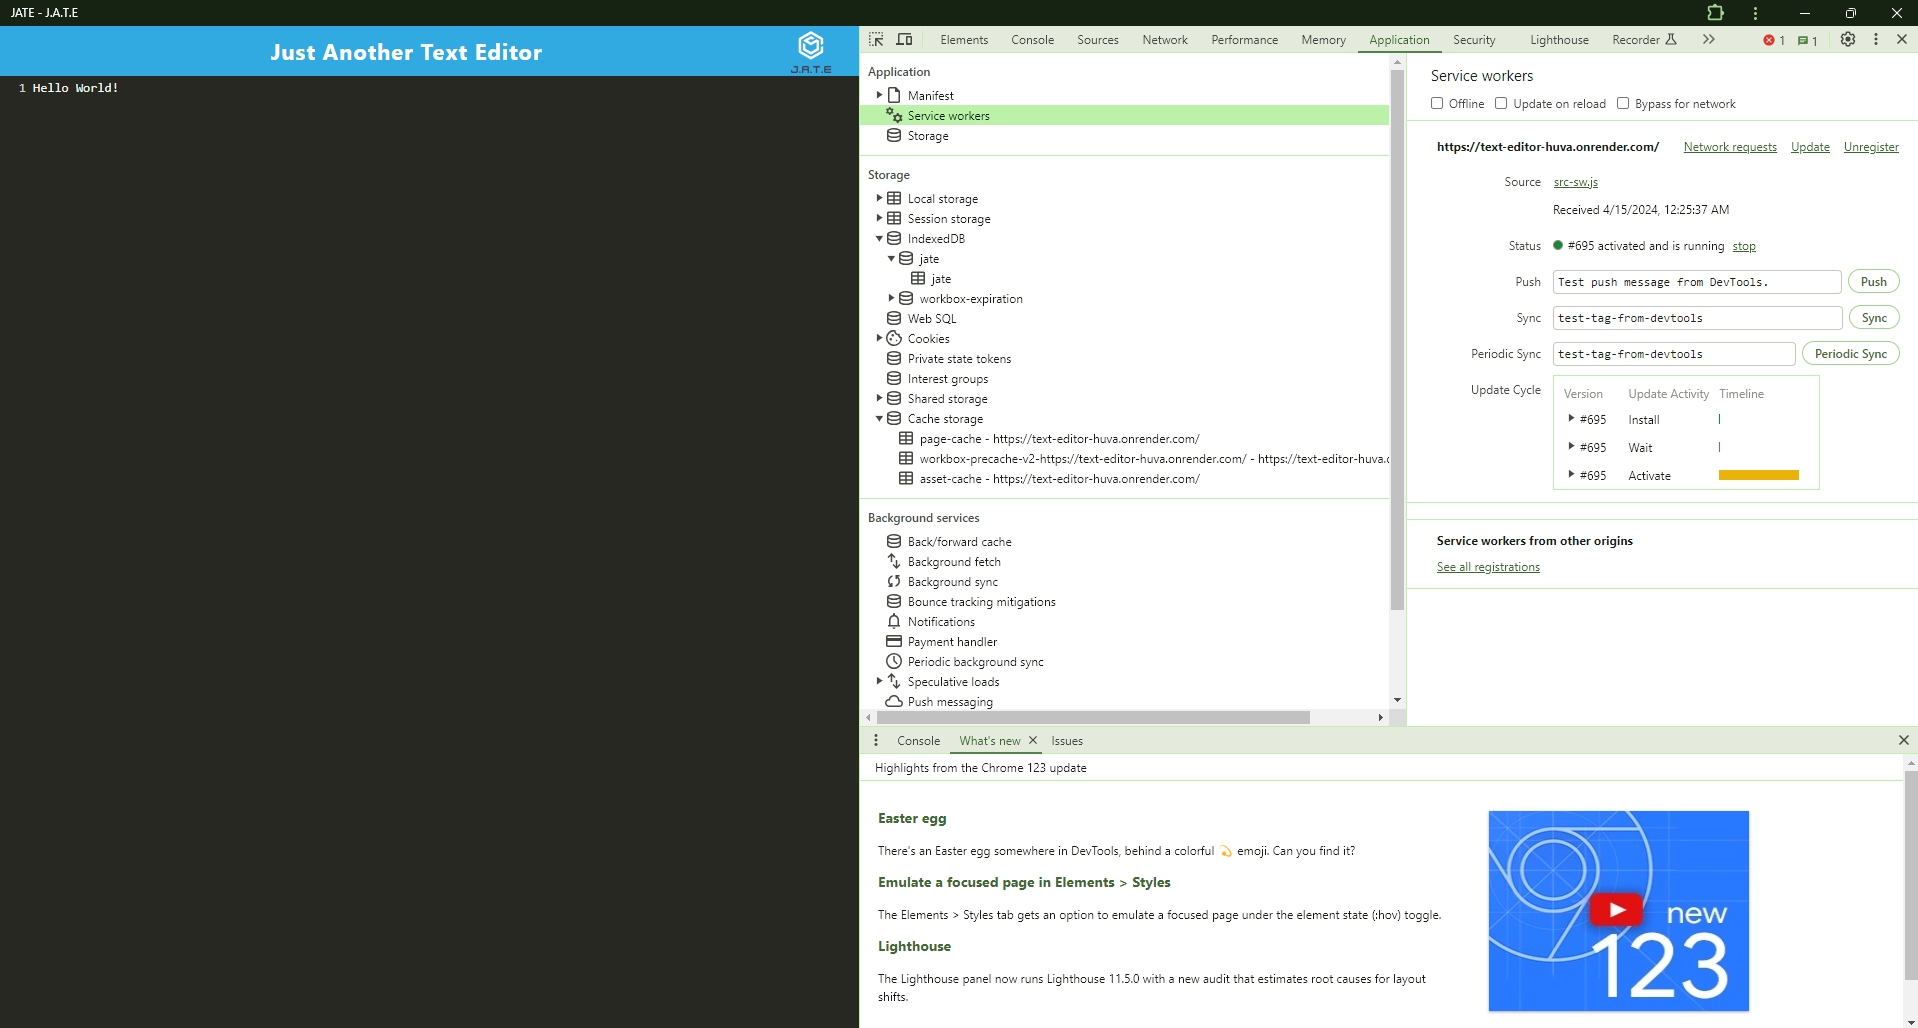 JATE - J.A.T.E
Just Another Text Editor
J.A.T.E
1 Hello World!
Elements Console Sources Network Performance Memory Application Security Lighthouse Recorder 1 1
Application
Manifest
Service workers
Storage
Storage
Local storage
Session storage
IndexedDB
jate
jate
workbox-expiration
Web SQL
Cookies
Private state tokens
Interest groups
Shared storage
Cache storage
page-cache - https://text-editor-huva.onrender.com/
workbox-precache-v2-https://text-editor-huva.onrender.com/ - https://text-editor-huva.
asset-cache - https://text-editor-huva.onrender.com/
Background services
Back/forward cache
Background fetch
Background sync
Bounce tracking mitigations
Notifications
Payment handler
Periodic background sync
Speculative loads
Push messaging
Service workers
Offline Update on reload Bypass for network
https://text-editor-huva.onrender.com/ Network requests Update Unregister
Source src-sw.js
Received 4/15/2024, 12:25:37 AM
Status #695 activated and is running stop
Push Test push message from DevTools. Push
Sync test-tag-from-devtools Sync
Periodic Sync test-tag-from-devtools Periodic Sync
Update Cycle Version Update Activity Timeline
#695 Install
#695 Wait
#695 Activate
Service workers from other origins
See all registrations
Console What's new Issues
Highlights from the Chrome 123 update
Easter egg
There's an Easter egg somewhere in DevTools, behind a colorful 💫 emoji. Can you find it?
Emulate a focused page in Elements > Styles
The Elements > Styles tab gets an option to emulate a focused page under the element state (:hov) toggle.
Lighthouse
The Lighthouse panel now runs Lighthouse 11.5.0 with a new audit that estimates root causes for layout
shifts.
new
123